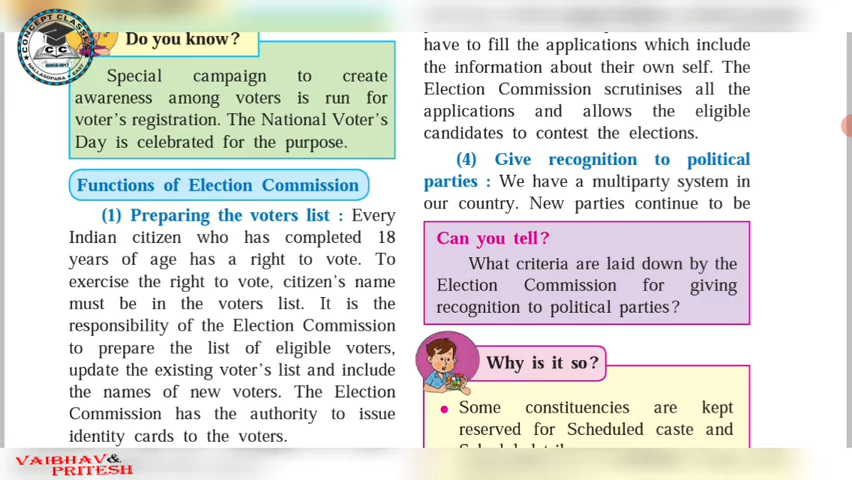 CONCEPT CLASSES
NALLASOPARA - EAST
Do you know?
Special campaign to create
awareness among voters is run for
voter's registration. The National Voter's
Day is celebrated for the purpose.
Functions of Election Commission
(1) Preparing the voters list : Every
Indian citizen who has completed 18
years of age has a right to vote. To
exercise the right to vote, citizen's name
must be in the voters list. It is the
responsibility of the Election Commission
to prepare the list of eligible voters,
update the existing voter's list and include
the names of new voters. The Election
Commission has the authority to issue
identity cards to the voters.
have to fill the applications which include
the information about their own self. The
Election Commission scrutinises all the
applications and allows the eligible
candidates to contest the elections.
(4) Give recognition to political
parties : We have a multiparty system in
our country. New parties continue to be
Can you tell?
What criteria are laid down by the
Election Commission for giving
recognition to political parties?
Why is it so?
• Some constituencies are kept
reserved for Scheduled caste and
VAIBHAV &
PRITESH